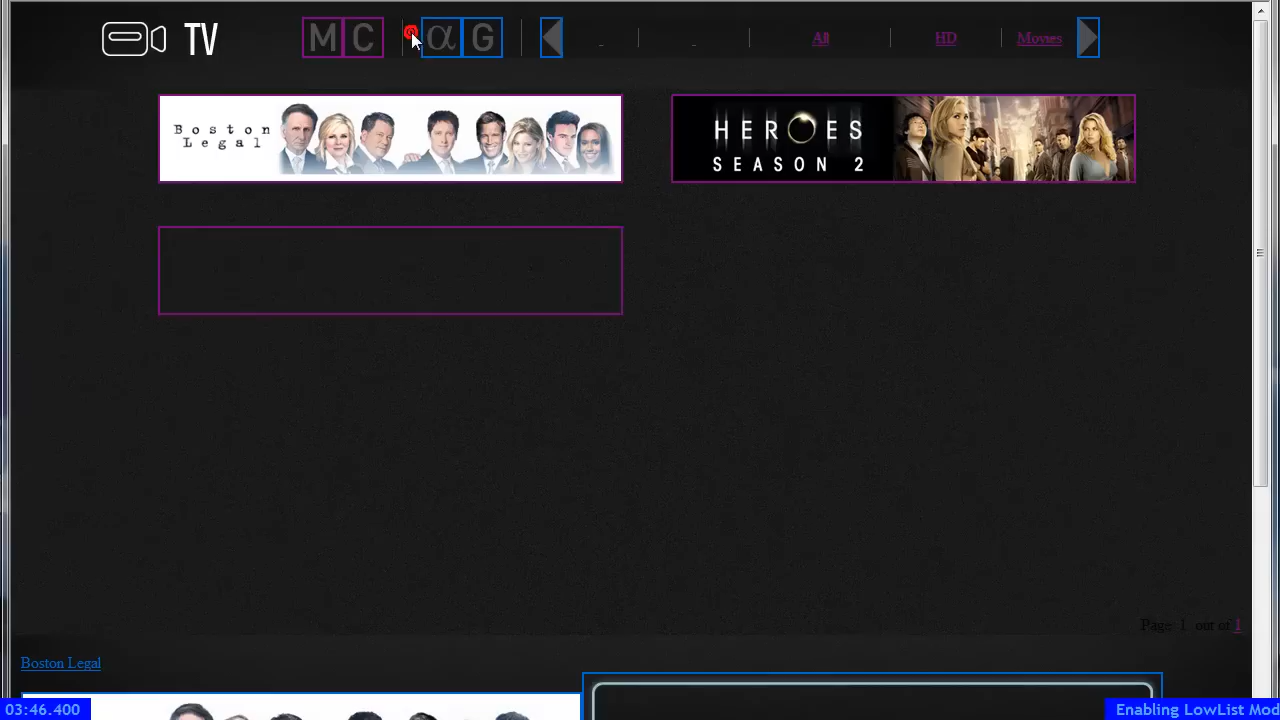 TV
M C α G _ _ All HD Movies
Boston
Legal
HEROES
SEASON 2
Page: 1 out of 1
Boston Legal
03:46.400
Enabling LowList Mod